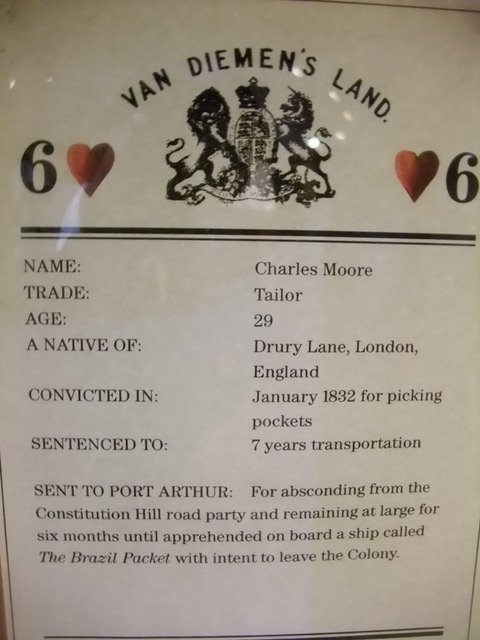 VAN DIEMEN'S LAND.
6 6
NAME: Charles Moore
TRADE: Tailor
AGE: 29
A NATIVE OF: Drury Lane, London,
England
CONVICTED IN: January 1832 for picking
pockets
SENTENCED TO: 7 years transportation
SENT TO PORT ARTHUR: For absconding from the
Constitution Hill road party and remaining at large for
six months until apprehended on board a ship called
The Brazil Packet with intent to leave the Colony.